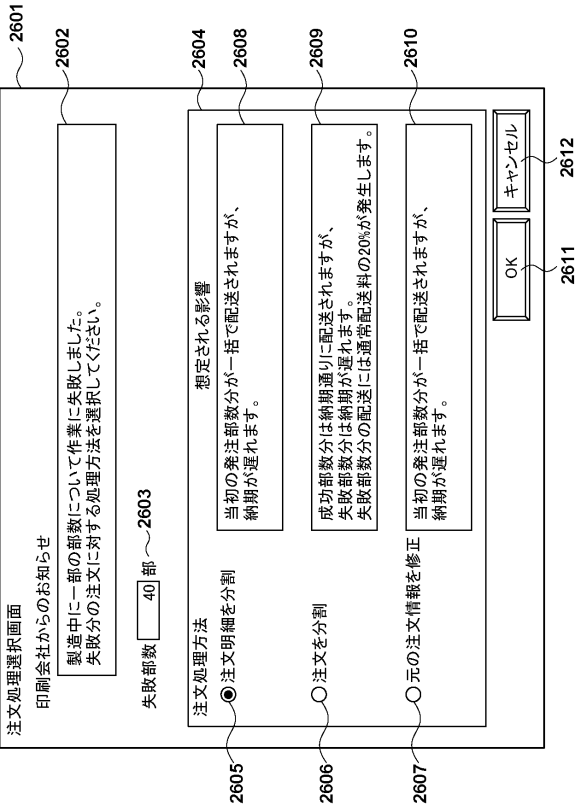 2601
注文処理選択画面
印刷会社からのお知らせ
2602
製造中に一部の部数について作業に失敗しました。
失敗分の注文に対する処理方法を選択してください。
失敗部数 40 部
2603
2604
注文処理方法 想定される影響
2605
注文明細を分割
当初の発注部数分が一括で配送されますが、
納期が遅れます。
2608
2606
注文を分割
成功部数分は納期通りに配送されますが、
失敗部数分は納期が遅れます。
失敗部数分の配送には通常配送料の20%が発生します。
2609
2607
元の注文情報を修正
当初の発注部数分が一括で配送されますが、
納期が遅れます。
2610
OK キャンセル
2611 2612